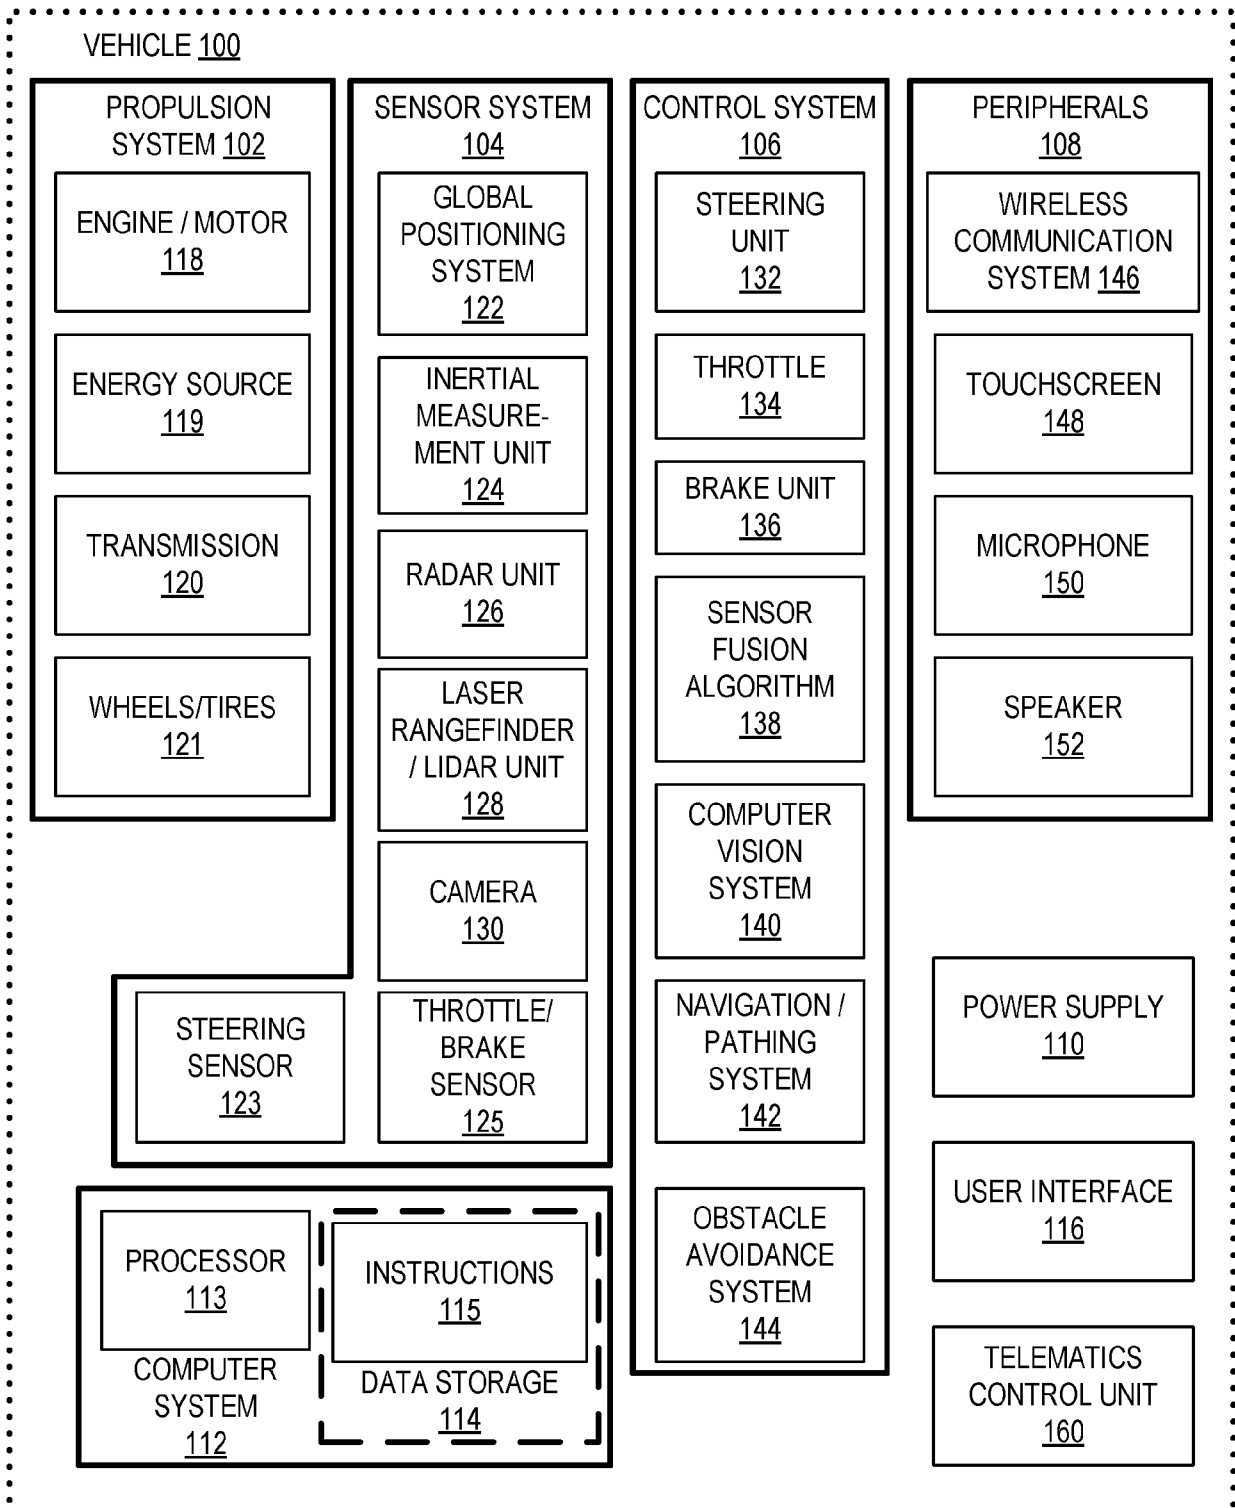 VEHICLE 100
PROPULSION
SYSTEM 102
ENGINE / MOTOR
118
ENERGY SOURCE
119
TRANSMISSION
120
WHEELS/TIRES
121
SENSOR SYSTEM
104
GLOBAL
POSITIONING
SYSTEM
122
INERTIAL
MEASURE-
MENT UNIT
124
RADAR UNIT
126
LASER
RANGEFINDER
/ LIDAR UNIT
128
CAMERA
130
STEERING
SENSOR
123
THROTTLE/
BRAKE
SENSOR
125
CONTROL SYSTEM
106
STEERING
UNIT
132
THROTTLE
134
BRAKE UNIT
136
SENSOR
FUSION
ALGORITHM
138
COMPUTER
VISION
SYSTEM
140
NAVIGATION /
PATHING
SYSTEM
142
OBSTACLE
AVOIDANCE
SYSTEM
144
PERIPHERALS
108
WIRELESS
COMMUNICATION
SYSTEM 146
TOUCHSCREEN
148
MICROPHONE
150
SPEAKER
152
POWER SUPPLY
110
USER INTERFACE
116
TELEMATICS
CONTROL UNIT
160
PROCESSOR
113
COMPUTER
SYSTEM
112
INSTRUCTIONS
115
DATA STORAGE
114